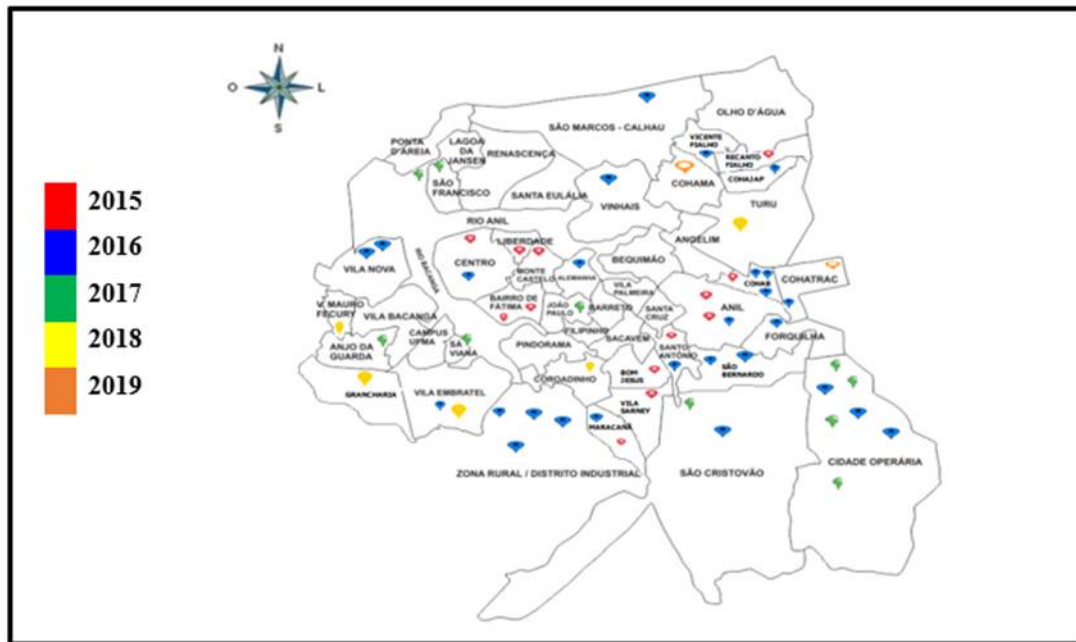 N
O
L
S
2015
2016
2017
2018
2019
OLHO D'ÁGUA
SÃO MARCOS - CALHAU
PONTA
D'AREIA
LAGOA
DA
JANSEN
RENASCENÇA
VICENTE
FIALHO
RECANTO
FIALHO
COHAJAP
COHAMA
SÃO
FRANCISCO
SANTA EULÁLIA
VINHAIS
TURU
RIO ANIL
ANGELIM
LIBERDADE
CENTRO
BEQUIMÃO
VILA NOVA
RIO BACANGA
MONTE
CASTELO
ALEMANHA
COHAB
COHATRAC
VILA
PALMEIRA
V. MAURO
FECURY
VILA BACANGA
BAIRRO DE
FÁTIMA
JOÃO
PAULO
BARRETO
SANTA
CRUZ
ANIL
CAMPUS
UFMA
SÁ
VIANA
FILIPINHO
SACAVEM
FORQUILHA
ANJO DA
GUARDA
PINDORAMA
SANTO
ANTÔNIO
SÃO
BERNARDO
COROADINHO
BOM
JESUS
GRANCHARIA
VILA EMBRATEL
VILA
SARNEY
MARACANÃ
ZONA RURAL / DISTRITO INDUSTRIAL
SÃO CRISTOVÃO
CIDADE OPERÁRIA